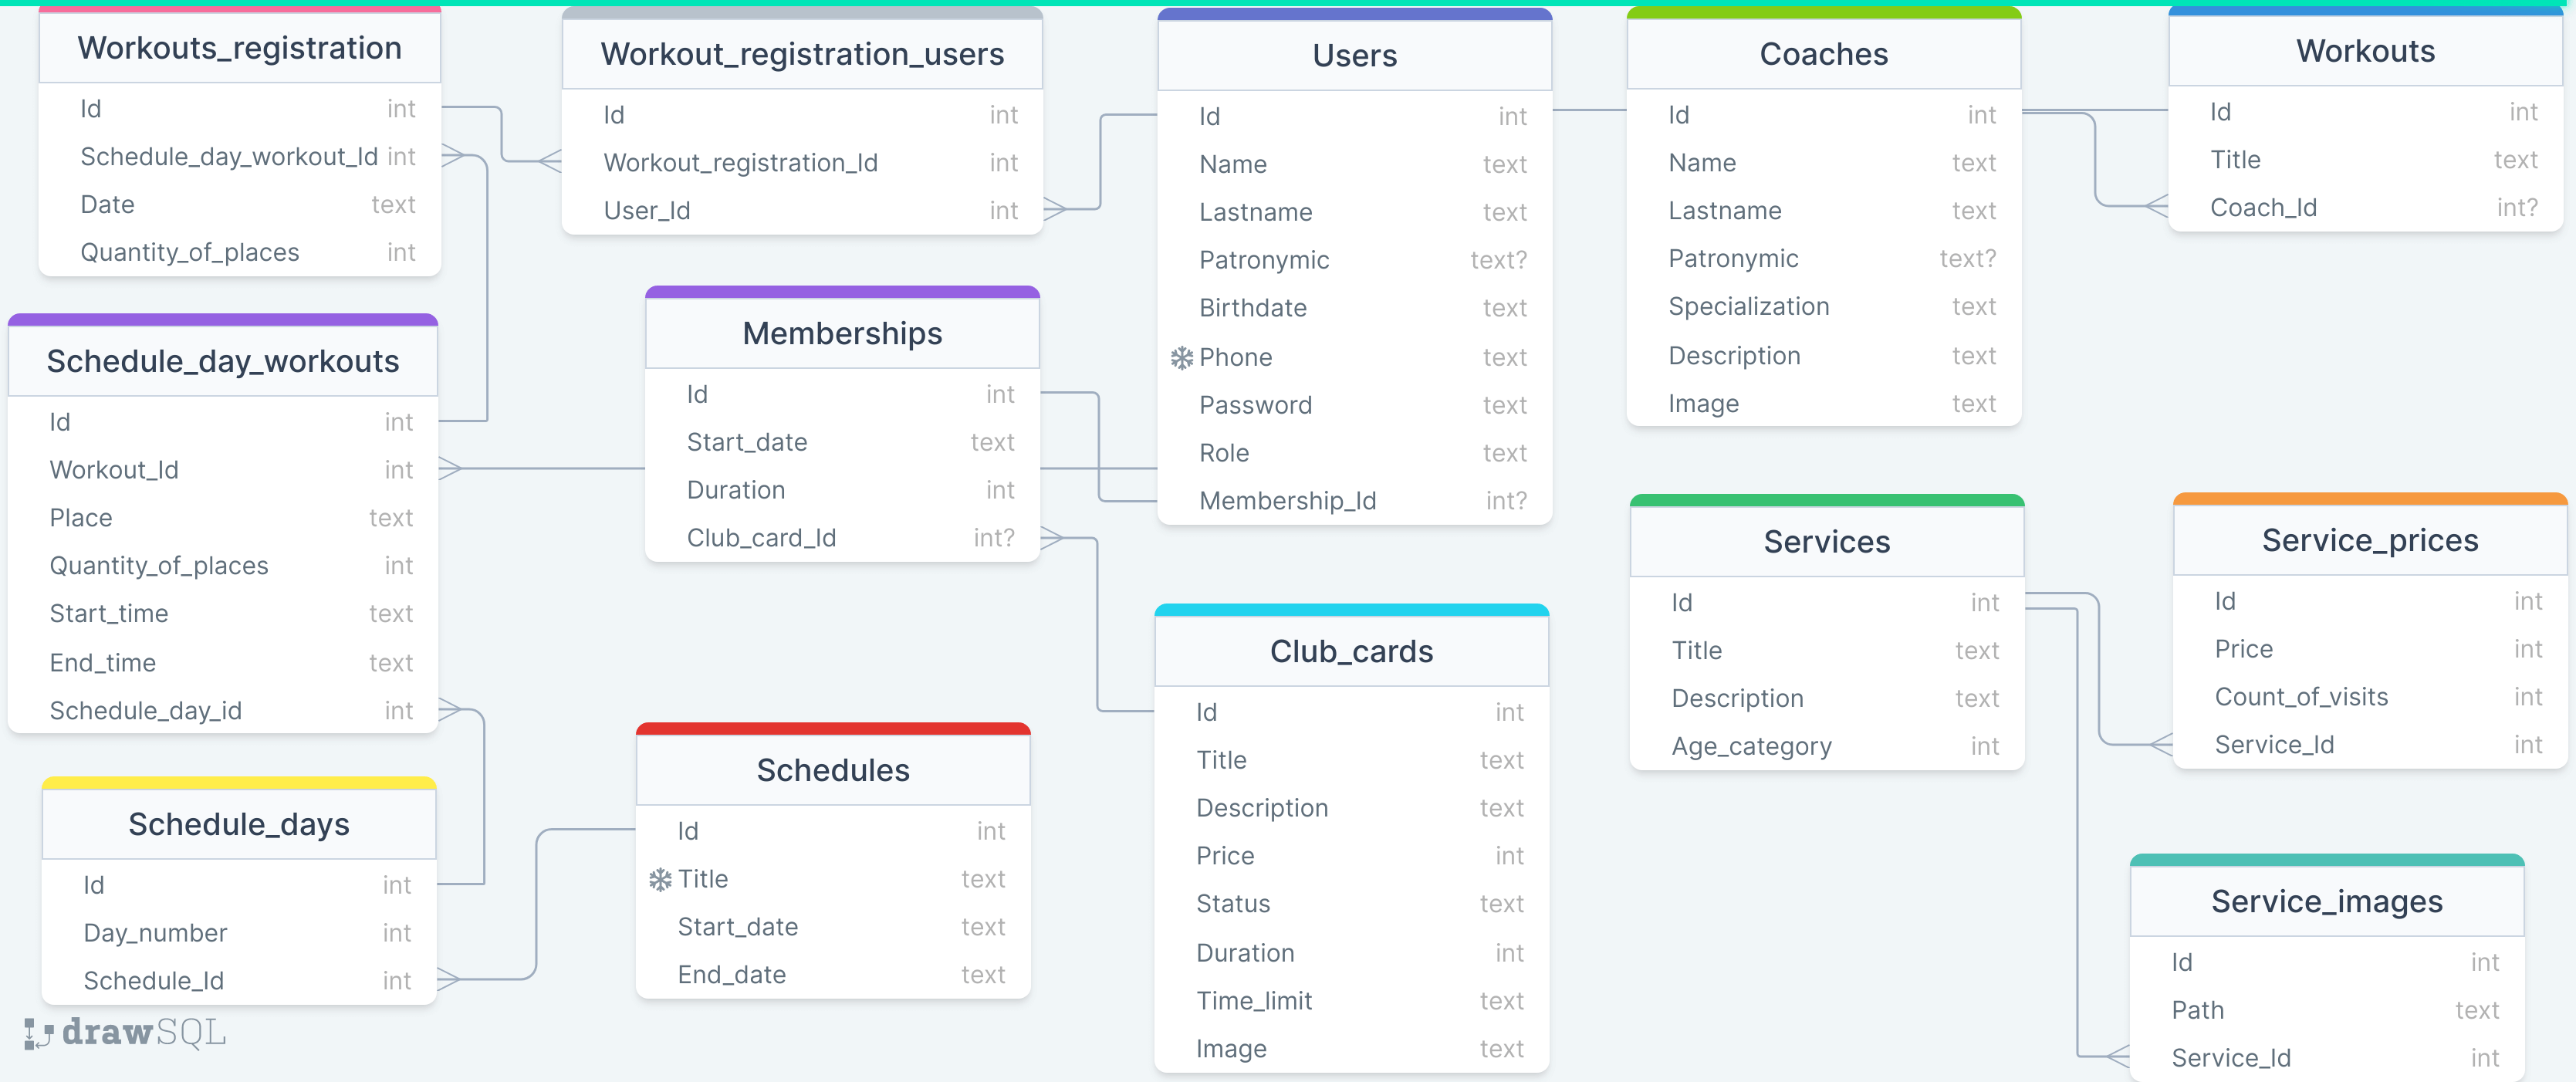 Workouts_registration
Id int
Schedule_day_workout_Id int
Date text
Quantity_of_places int
Workout_registration_users
Id int
Workout_registration_Id int
User_Id int
Users
Id int
Name text
Lastname text
Patronymic text?
Birthdate text
Phone text
Password text
Role text
Membership_Id int?
Coaches
Id int
Name text
Lastname text
Patronymic text?
Specialization text
Description text
Image text
Workouts
Id int
Title text
Coach_Id int?
Schedule_day_workouts
Id int
Workout_Id int
Place text
Quantity_of_places int
Start_time text
End_time text
Schedule_day_id int
Memberships
Id int
Start_date text
Duration int
Club_card_Id int?
Services
Id int
Title text
Description text
Age_category int
Service_prices
Id int
Price int
Count_of_visits int
Service_Id int
Club_cards
Id int
Title text
Description text
Price int
Status text
Duration int
Time_limit text
Image text
Schedules
Id int
Title text
Start_date text
End_date text
Schedule_days
Id int
Day_number int
Schedule_Id int
Service_images
Id int
Path text
Service_Id int
drawSQL